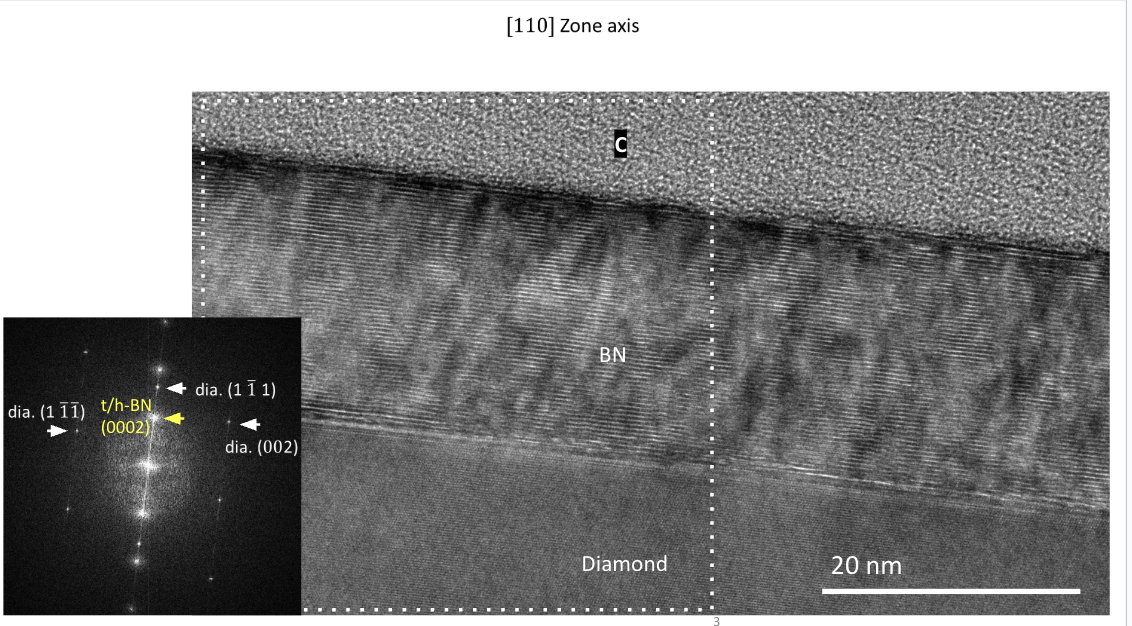 [110] Zone axis
C
BN
dia. (1 1̅ 1)
dia. (1 1̅1̅)
t/h-BN
(0002)
dia. (002)
Diamond
20 nm
3